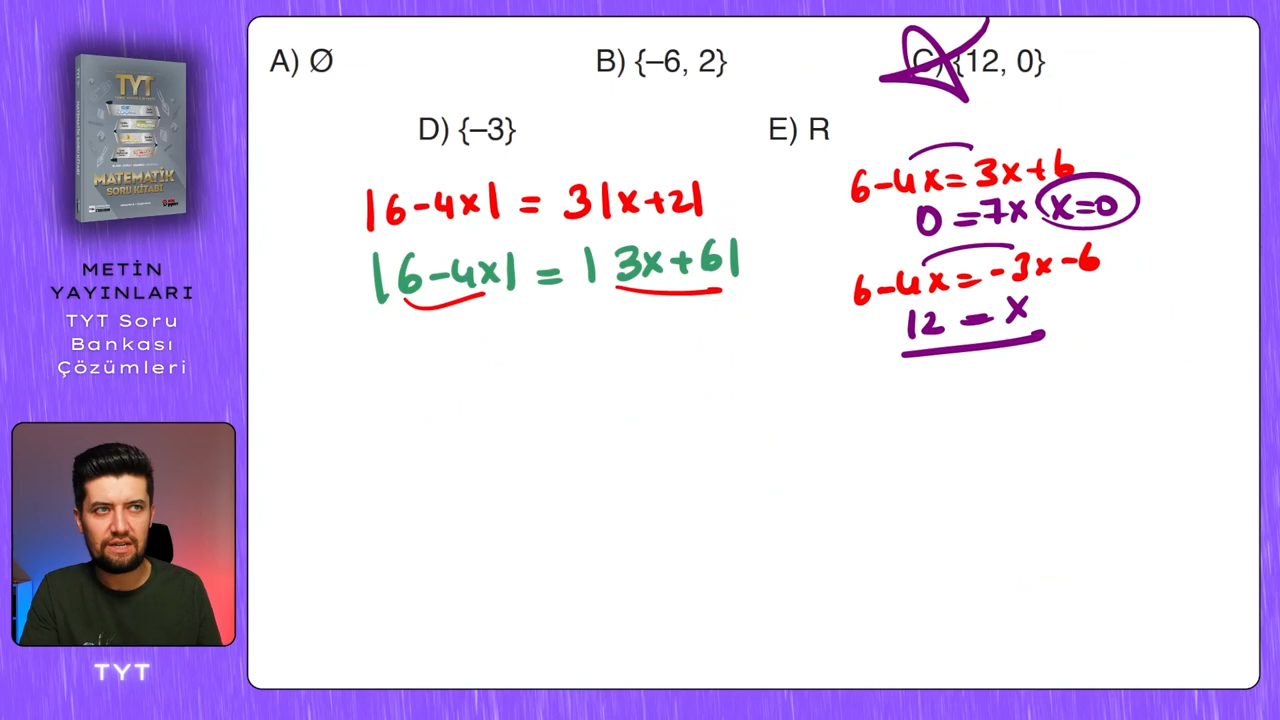 A) Ø
B) {–6, 2}
C) {12, 0}
D) {–3}
E) R
|6-4x| = 3|x+2|
|6-4x| = |3x+6|
6-4x = 3x+6
0 = 7x x=0
6-4x = -3x-6
12 = x
TYT
MATEMATİK
SORU KİTABI
METİN
YAYINLARI
TYT Soru
Bankası
Çözümleri
TYT